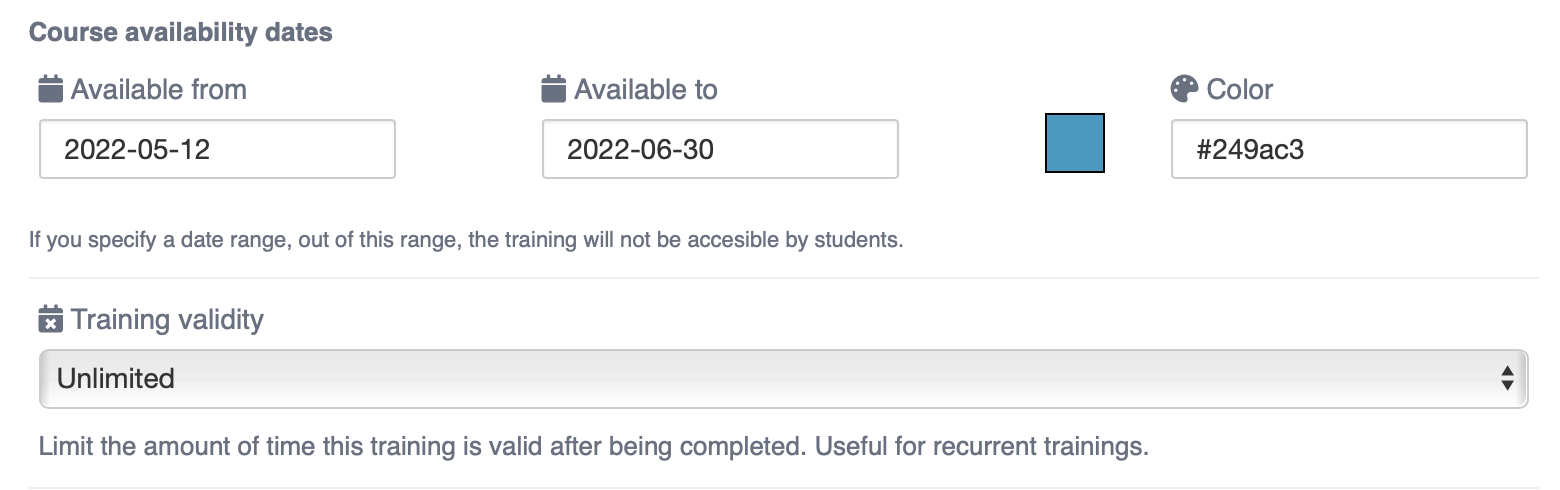 Course availability dates
Available from Available to Color
2022-05-12 2022-06-30 #249ac3
If you specify a date range, out of this range, the training will not be accesible by students.
Training validity
Unlimited
Limit the amount of time this training is valid after being completed. Useful for recurrent trainings.